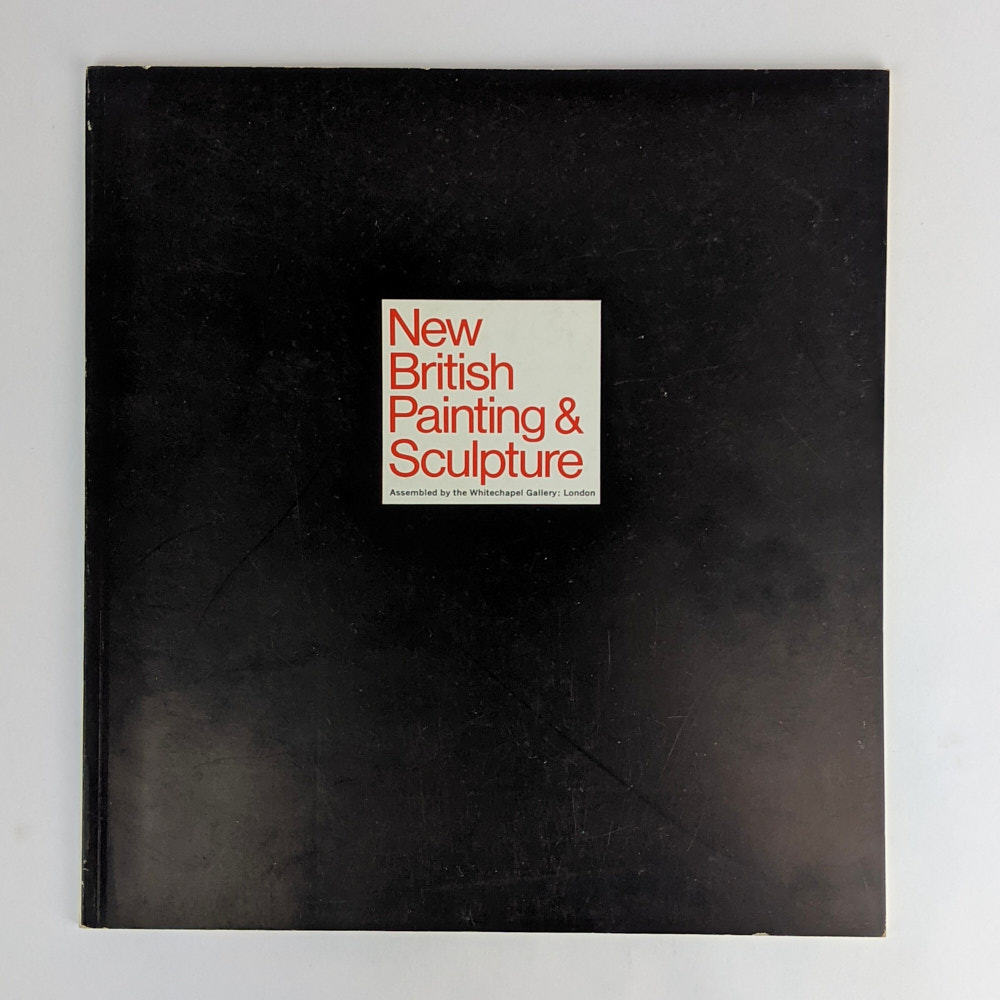 New
British
Painting &
Sculpture
Assembled by the Whitechapel Gallery: London